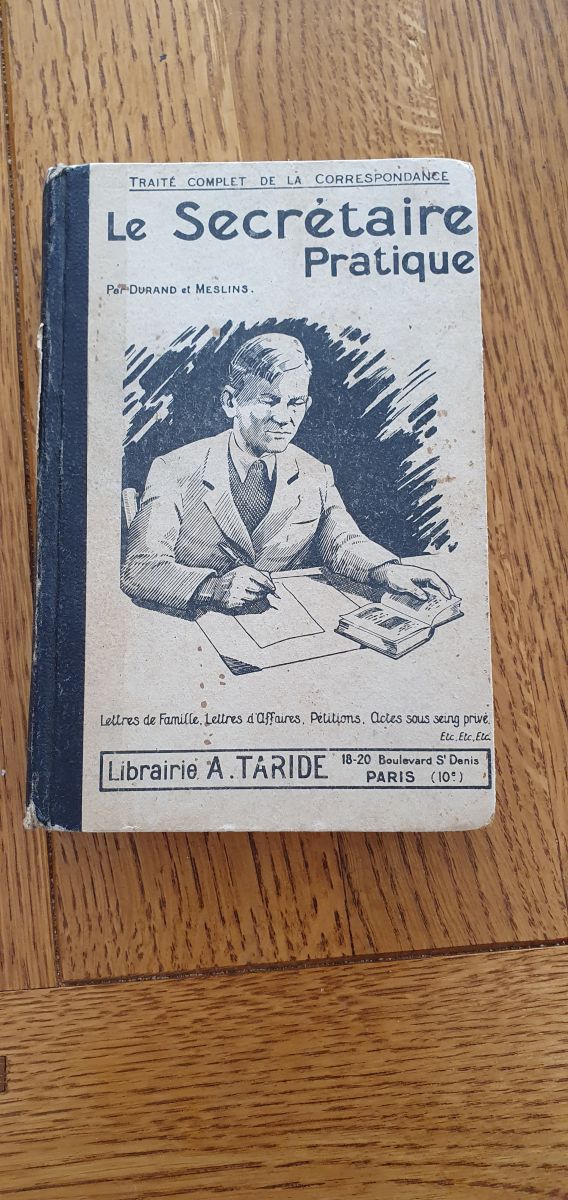 TRAITÉ COMPLET DE LA CORRESPONDANCE
Le Secrétaire
Pratique
Par DURAND et MESLINS.
Lettres de Famille, Lettres d'Affaires, Pétitions, Actes sous seing privé,
Etc, Etc, Etc.
Librairie A. TARIDE
18-20 Boulevard St Denis
PARIS (10e)